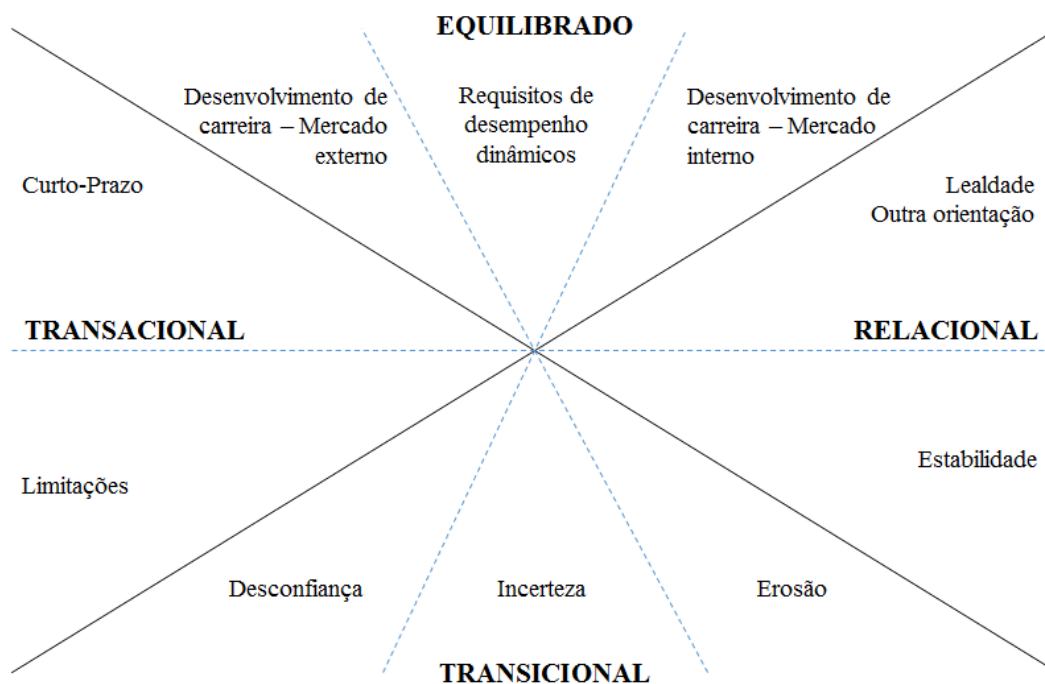 EQUILIBRADO
Desenvolvimento de
carreira – Mercado
externo
Requisitos de
desempenho
dinâmicos
Desenvolvimento de
carreira – Mercado
interno
Curto-Prazo
Lealdade
Outra orientação
TRANSACIONAL
RELACIONAL
Limitações
Estabilidade
Desconfiança
Incerteza
Erosão
TRANSICIONAL